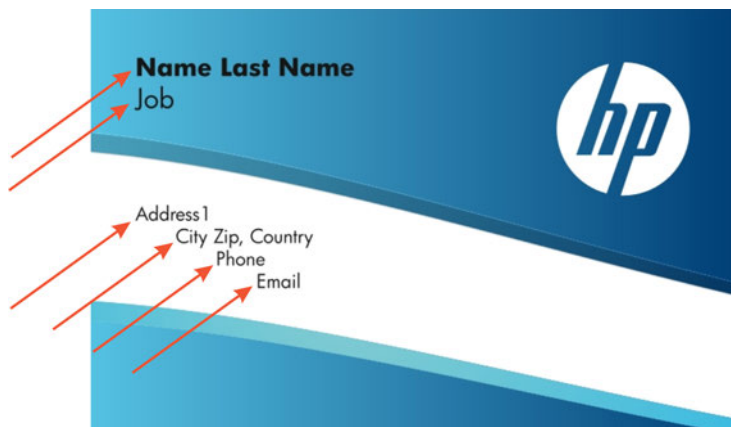 Name Last Name
Job
hp
Address1
City Zip, Country
Phone
Email